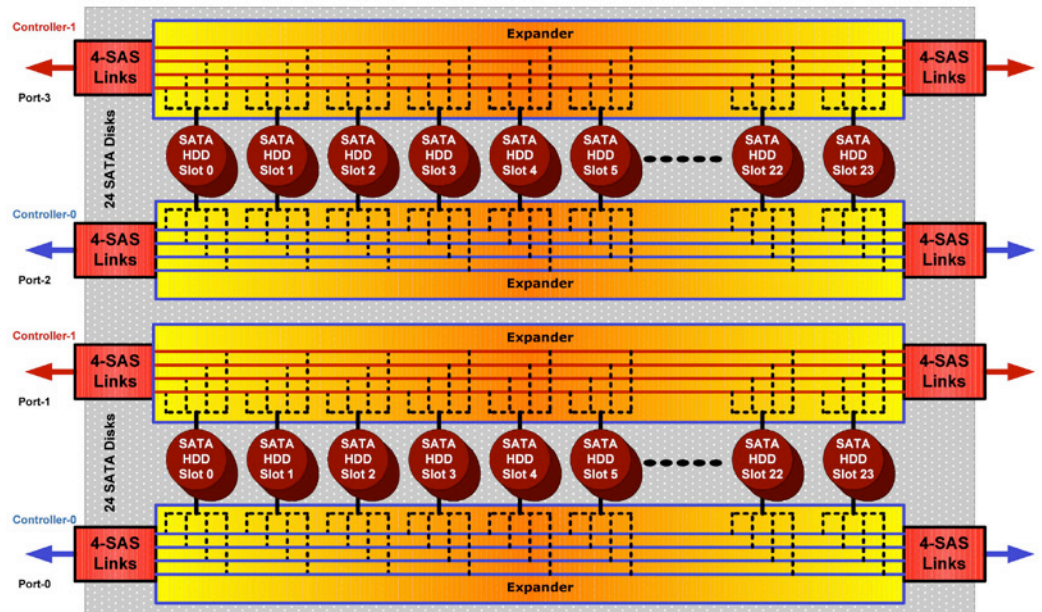 Controller-1
Expander
4-SAS
Links
4-SAS
Links
Port-3
24 SATA Disks
SATA
HDD
Slot 0
SATA
HDD
Slot 1
SATA
HDD
Slot 2
SATA
HDD
Slot 3
SATA
HDD
Slot 4
SATA
HDD
Slot 5
SATA
HDD
Slot 22
SATA
HDD
Slot 23
Controller-0
4-SAS
Links
4-SAS
Links
Port-2
Expander
Controller-1
Expander
4-SAS
Links
4-SAS
Links
Port-1
24 SATA Disks
SATA
HDD
Slot 0
SATA
HDD
Slot 1
SATA
HDD
Slot 2
SATA
HDD
Slot 3
SATA
HDD
Slot 4
SATA
HDD
Slot 5
SATA
HDD
Slot 22
SATA
HDD
Slot 23
Controller-0
4-SAS
Links
4-SAS
Links
Port-0
Expander